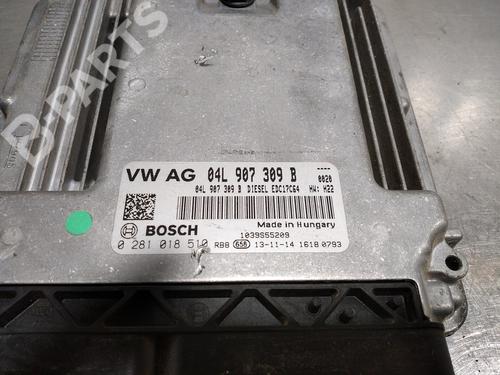 B-PARTS
VW AG 04L 907 309 B
04L 907 309 B DIESEL EDC17C64
0020
HW: H22
BOSCH
Made in Hungary
1039S55209
0 281 018 510 RBB 658 13-11-14 1618 0793